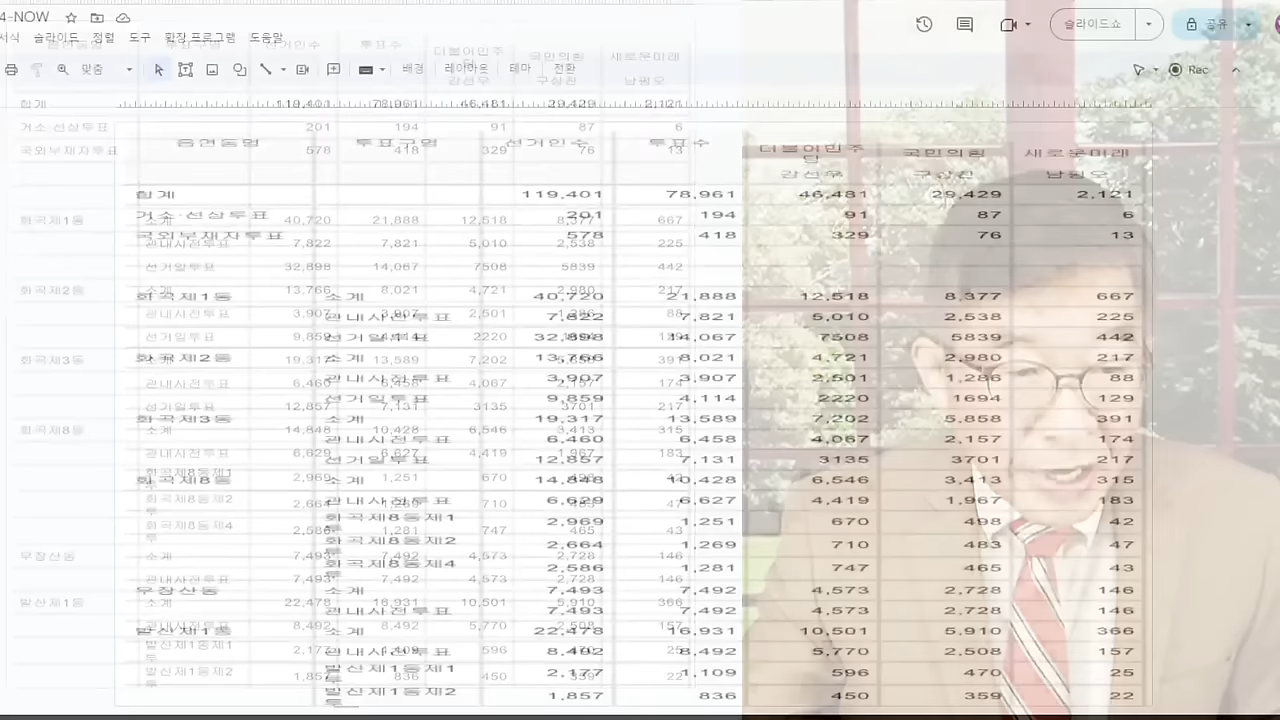 4-NOW
서식 슬라이드 정렬 도구 확장 프로그램 도움말
슬라이드쇼 공유
맞춤 배경 레이아웃 테마 전환 Rec
읍면동명 투표구명 선거인수 투표수 더불어민주당 강선우 국민의힘 구상찬 새로운미래 남평오
합계 119,401 78,961 46,481 29,429 2,121
거소·선상투표 201 194 91 87 6
국외부재자투표 578 418 329 76 13
화곡제1동 소계 40,720 21,888 12,518 8,377 667
관내사전투표 7,822 7,821 5,010 2,538 225
선거일투표 32,898 14,067 7508 5839 442
화곡제2동 소계 13,766 8,021 4,721 2,980 217
관내사전투표 3,907 3,907 2,501 1,286 88
선거일투표 9,859 4,114 2220 1694 129
화곡제3동 소계 19,317 13,589 7,202 5,858 391
관내사전투표 6,460 6,458 4,067 2,157 174
선거일투표 12,857 7,131 3135 3701 217
화곡제8동 소계 14,848 10,428 6,546 3,413 315
관내사전투표 6,629 6,627 4,419 1,967 183
화곡제8동제1투 2,969 1,251 670 498 42
화곡제8동제2투 2,664 1,269 710 483 47
화곡제8동제4투 2,586 1,281 747 465 43
우장산동 소계 7,493 7,492 4,573 2,728 146
관내사전투표 7,493 7,492 4,573 2,728 146
발산제1동 소계 22,478 16,931 10,501 5,910 366
관내사전투표 8,492 8,492 5,770 2,508 157
발산제1동제1투 2,177 1,109 596 470 25
발산제1동제2투 1,857 836 450 359 22